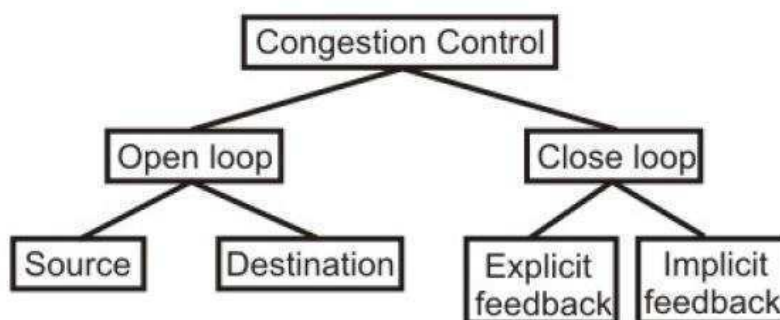 Congestion Control
Open loop
Close loop
Source
Destination
Explicit
feedback
Implicit
feedback